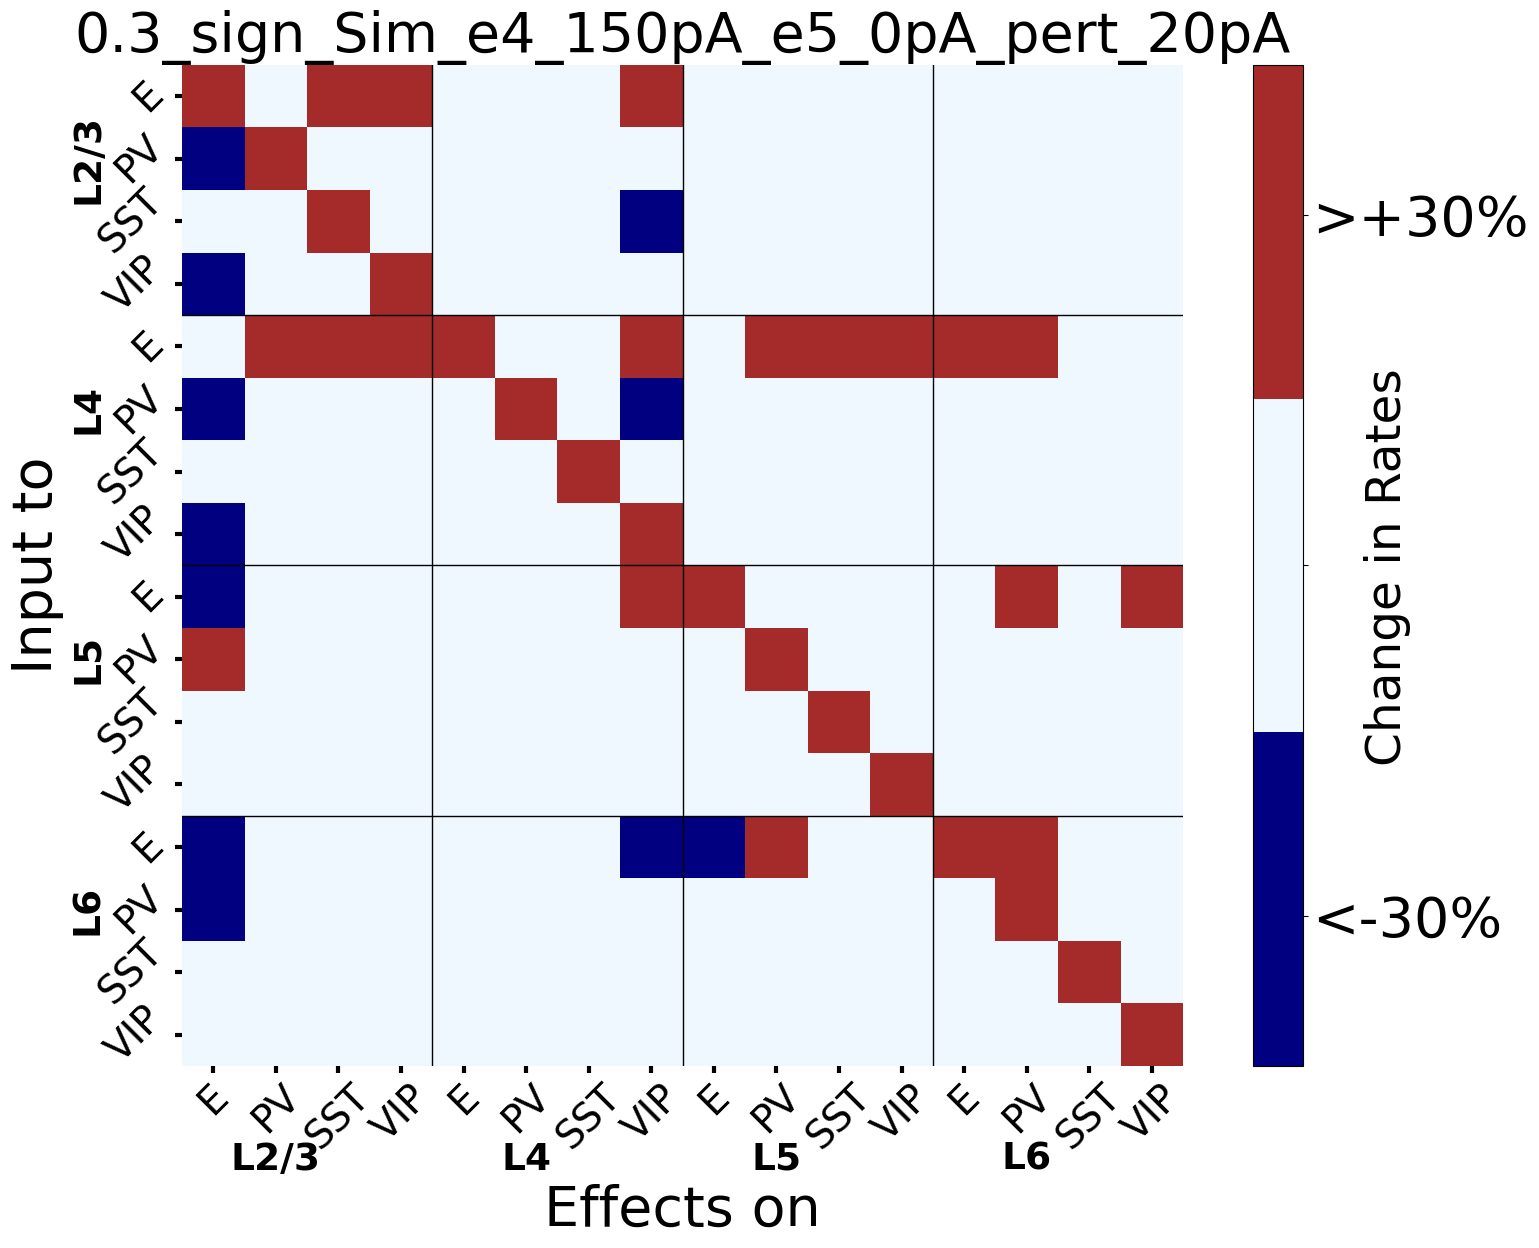 0.3_sign_Sim_e4_150pA_e5_0pA_pert_20pA
Input to
L2/3
E
PV
SST
VIP
L4
E
PV
SST
VIP
L5
E
PV
SST
VIP
L6
E
PV
SST
VIP
E PV SST VIP E PV SST VIP E PV SST VIP E PV SST VIP
L2/3 L4 L5 L6
Effects on
>+30%
<-30%
Change in Rates